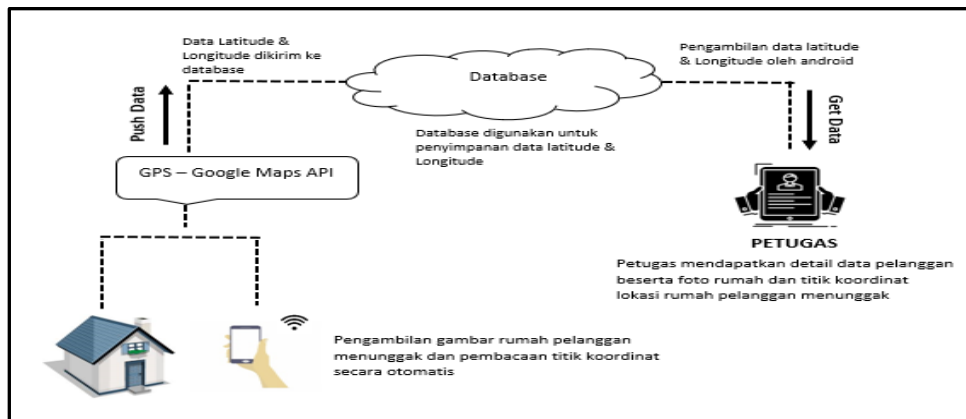 Data Latitude &
Longitude dikirim ke
database
Push Data
Database
Pengambilan data latitude
& Longitude oleh android
Get Data
Database digunakan untuk
penyimpanan data latitude &
Longitude
GPS – Google Maps API
PETUGAS
Petugas mendapatkan detail data pelanggan
beserta foto rumah dan titik koordinat
lokasi rumah pelanggan menunggak
Pengambilan gambar rumah pelanggan
menunggak dan pembacaan titik koordinat
secara otomatis